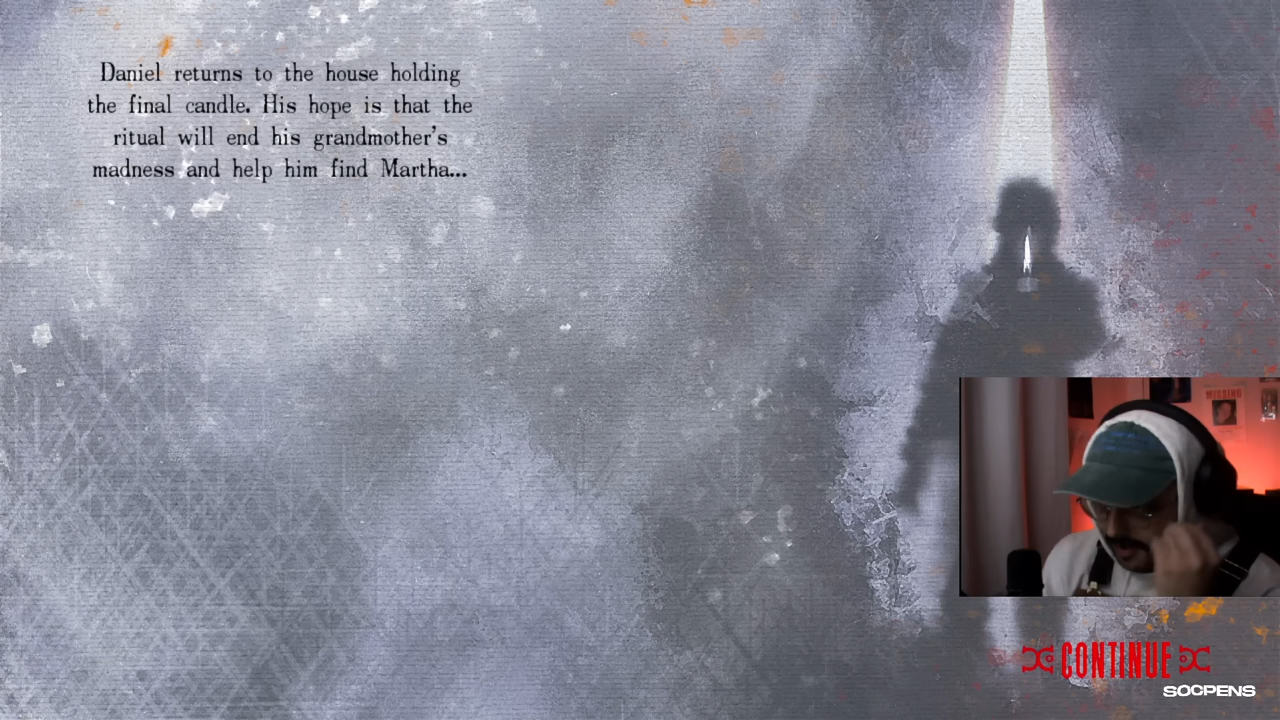 Daniel returns to the house holding
the final candle. His hope is that the
ritual will end his grandmother's
madness and help him find Martha...
MISSING
CONTINUE
SOCPENS